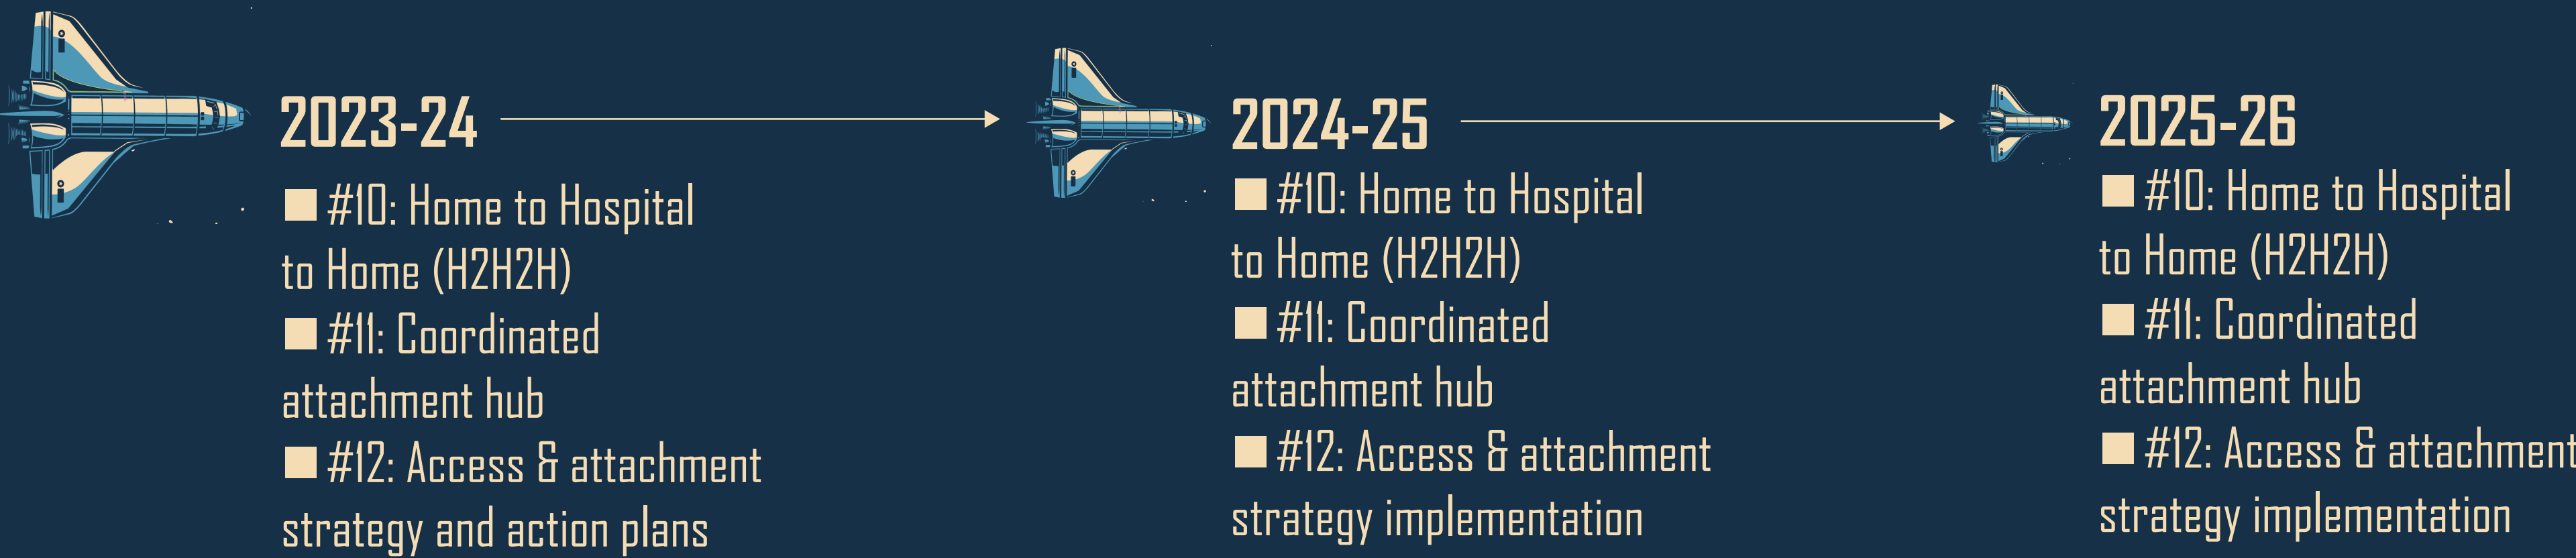 2023-24
■ #10: Home to Hospital
to Home (H2H2H)
■ #11: Coordinated
attachment hub
■ #12: Access & attachment
strategy and action plans
2024-25
■ #10: Home to Hospital
to Home (H2H2H)
■ #11: Coordinated
attachment hub
■ #12: Access & attachment
strategy implementation
2025-26
■ #10: Home to Hospital
to Home (H2H2H)
■ #11: Coordinated
attachment hub
■ #12: Access & attachment
strategy implementation